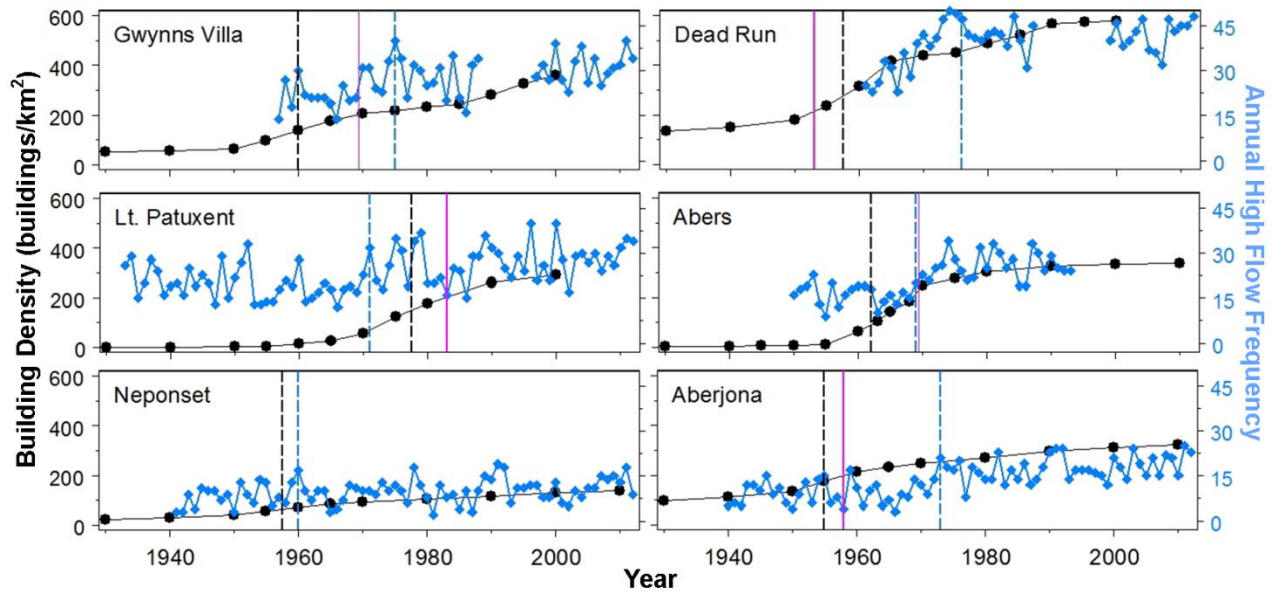 600
400
200
0
Gwynns Villa
Dead Run
45
30
15
0
600
400
200
0
Lt. Patuxent
Abers
45
30
15
0
600
400
200
0
Neponset
Aberjona
45
30
15
0
1940 1960 1980 2000 1940 1960 1980 2000
Year
Building Density (buildings/km²)
Annual High Flow Frequency